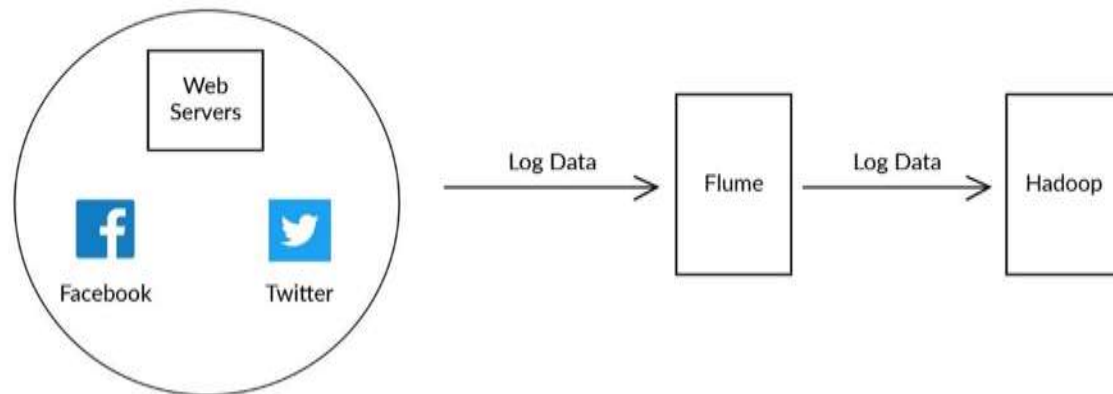 Web
Servers
Facebook
Twitter
Log Data
Flume
Log Data
Hadoop